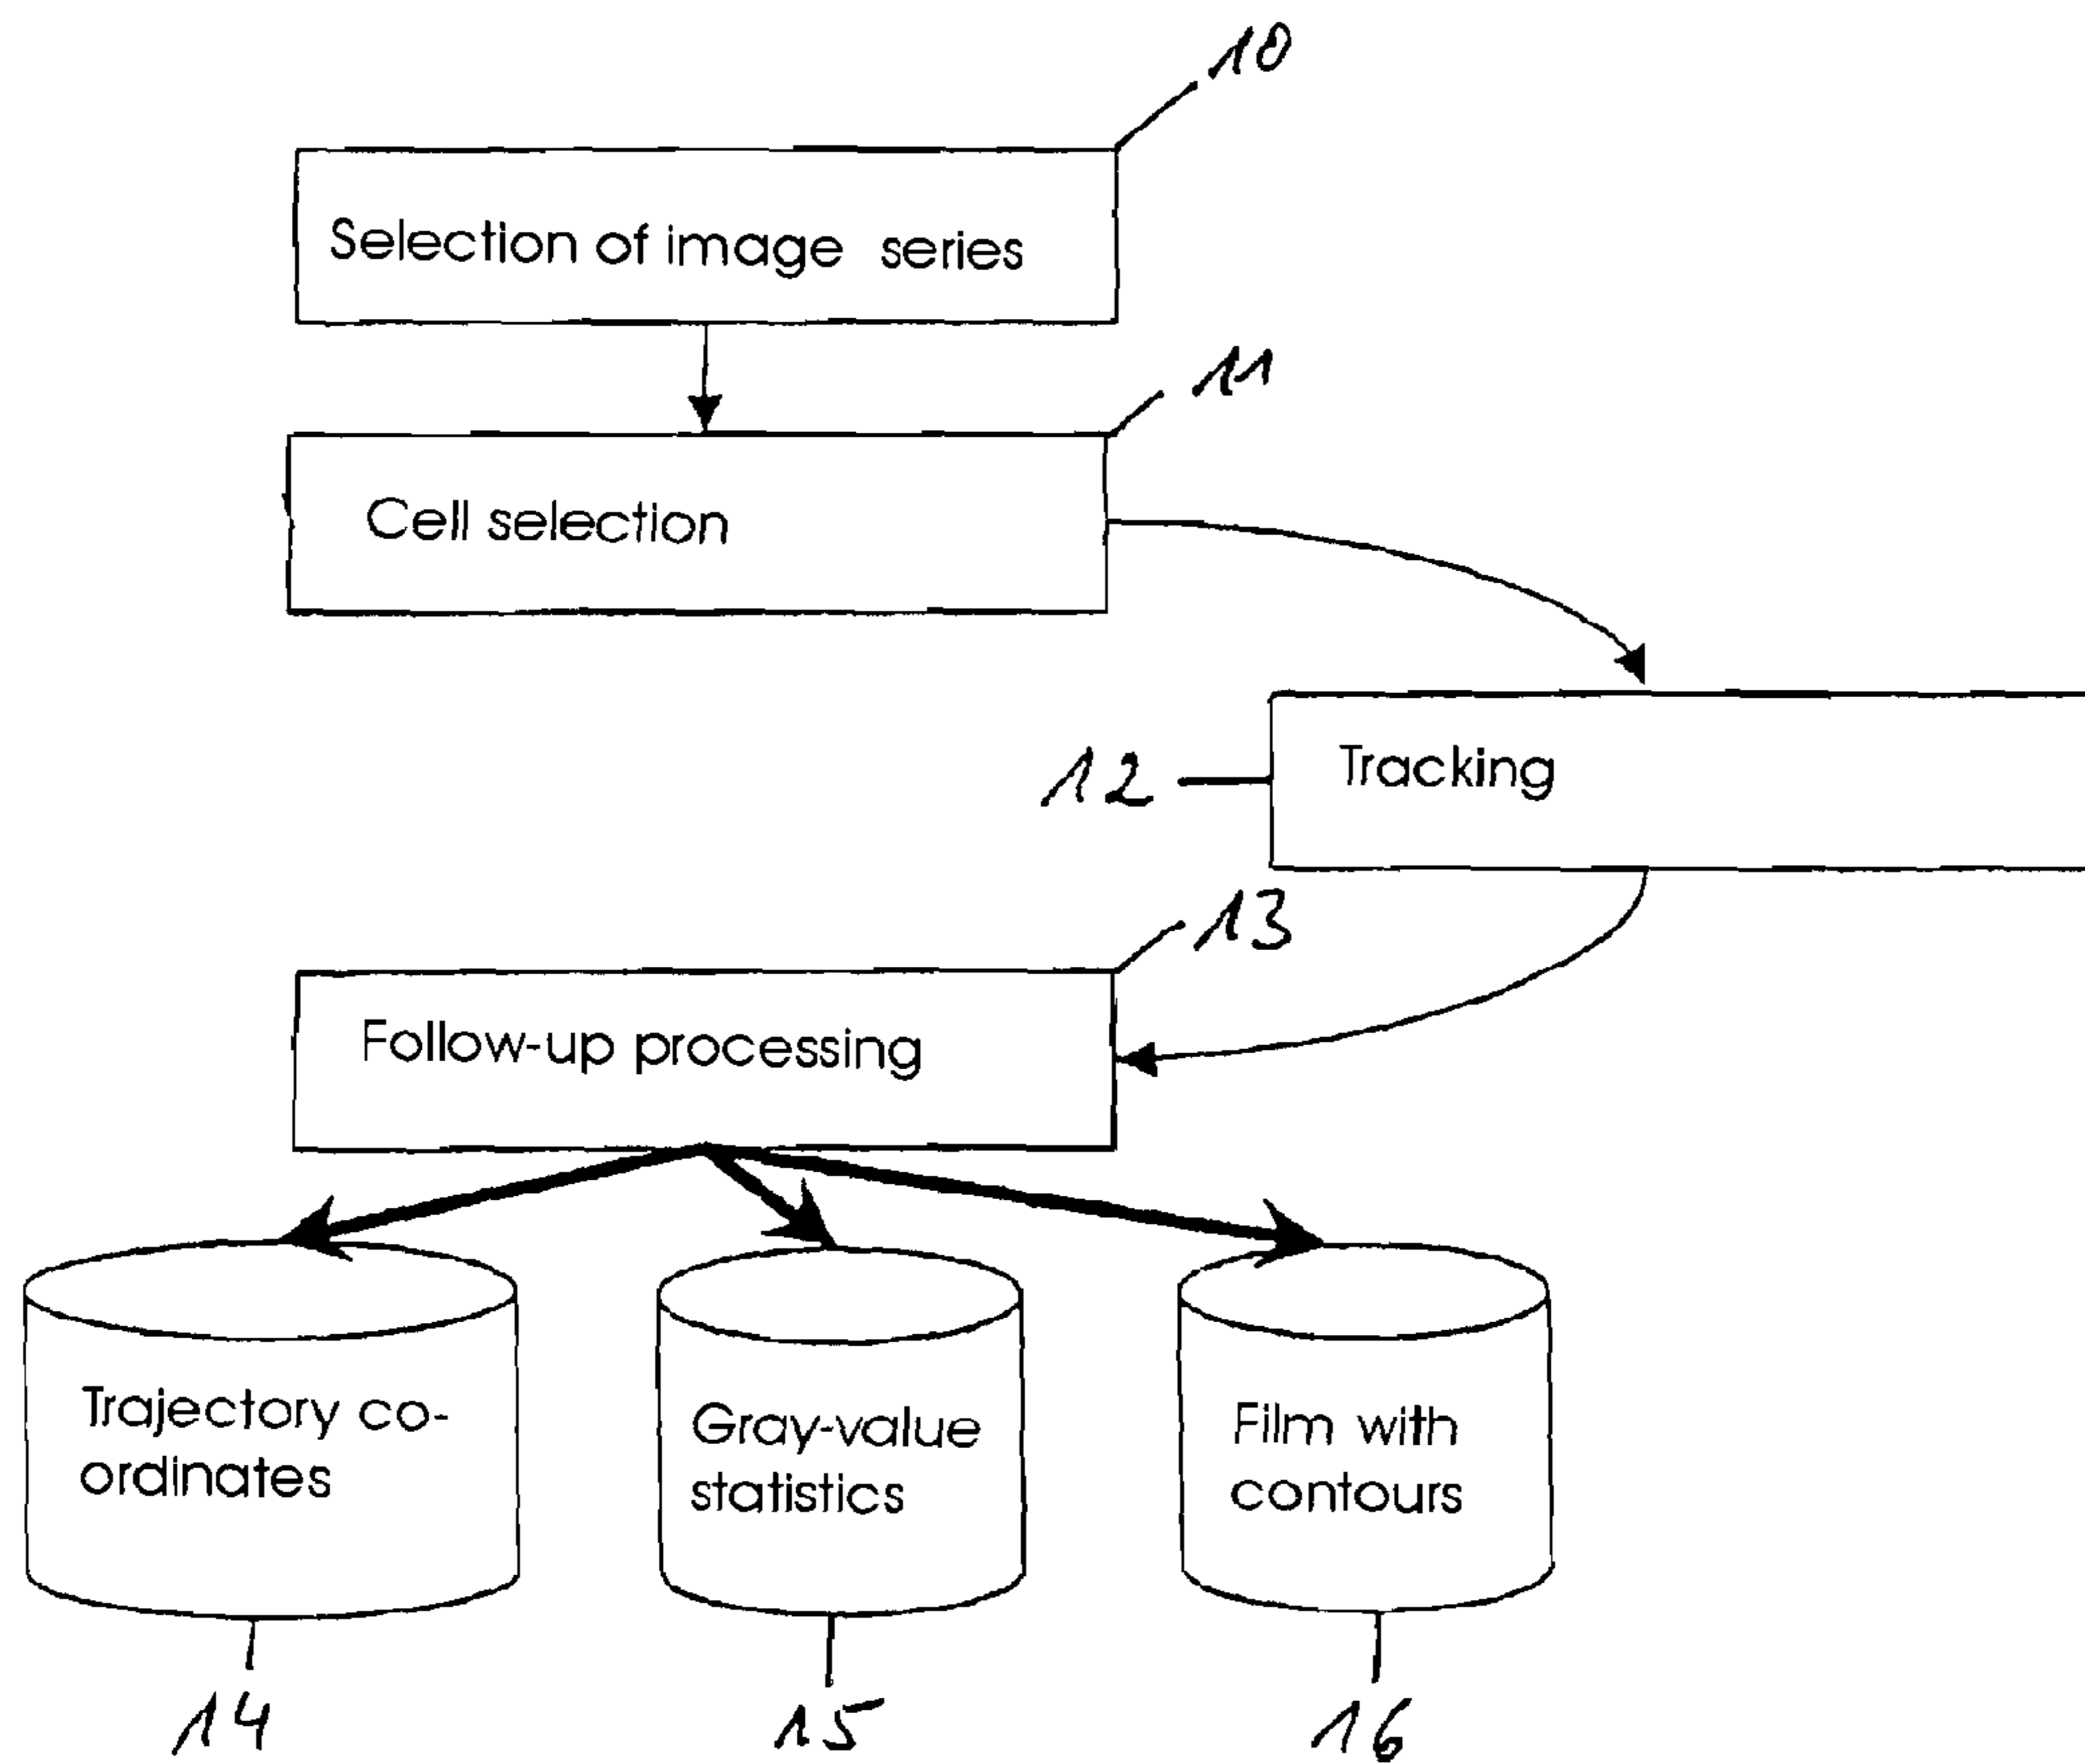 10
Selection of image series
11
Cell selection
12
Tracking
13
Follow-up processing
Trajectory co-
ordinates
Gray-value
statistics
Film with
contours
14
15
16